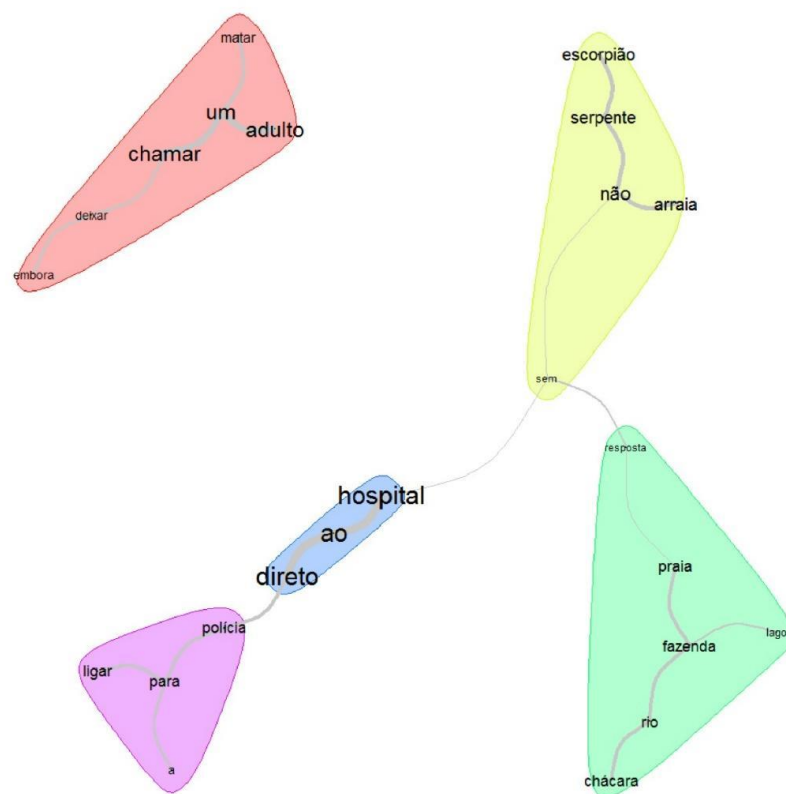 matar
um
adulto
chamar
deixar
embora
escorpião
serpente
não
arraia
sem
resposta
hospital
ao
direto
praia
polícia
fazenda
lago
ligar
para
rio
a
chácara